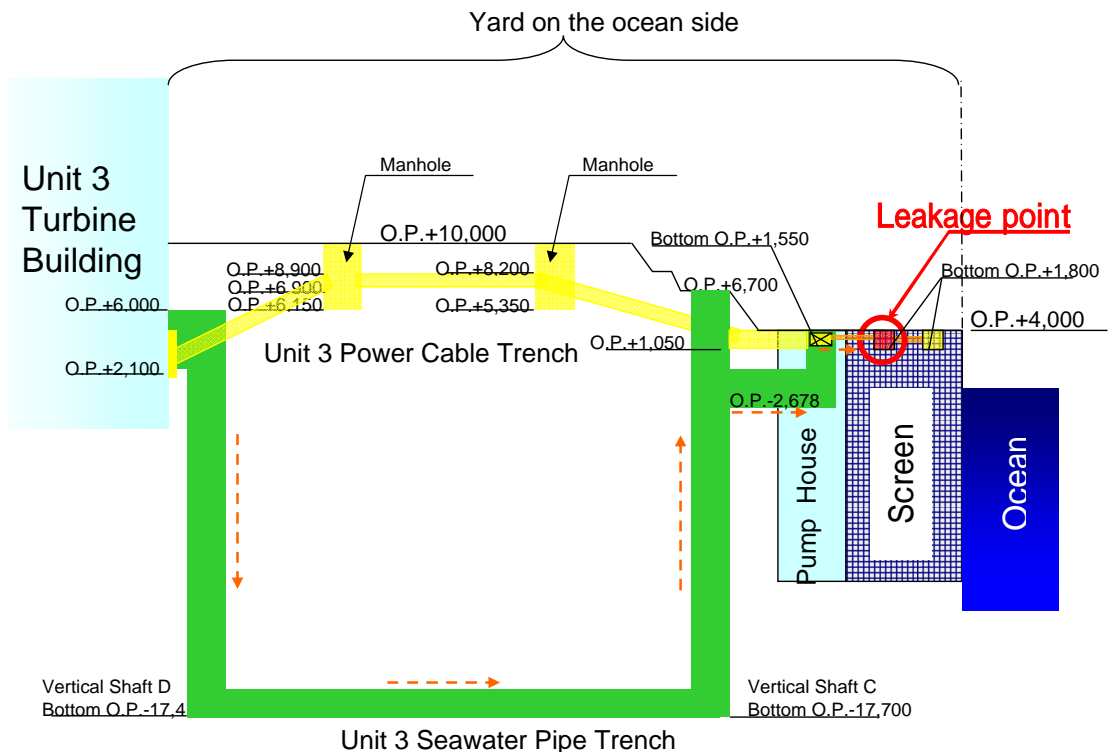 Yard on the ocean side
Manhole
Manhole
Unit 3
Turbine
Building
Leakage point
O.P.+10,000
Bottom O.P.+1,550
O.P.+8,900
O.P.+6,900
O.P.+6,150
O.P.+8,200
Bottom O.P.+1,800
O.P.+6,700
O.P.+6,000
O.P.+5,350
O.P.+4,000
Unit 3 Power Cable Trench
O.P.+1,050
O.P.+2,100
O.P.-2,678
Pump House
Screen
Ocean
Vertical Shaft D
Bottom O.P.-17,4
Vertical Shaft C
Bottom O.P.-17,700
Unit 3 Seawater Pipe Trench